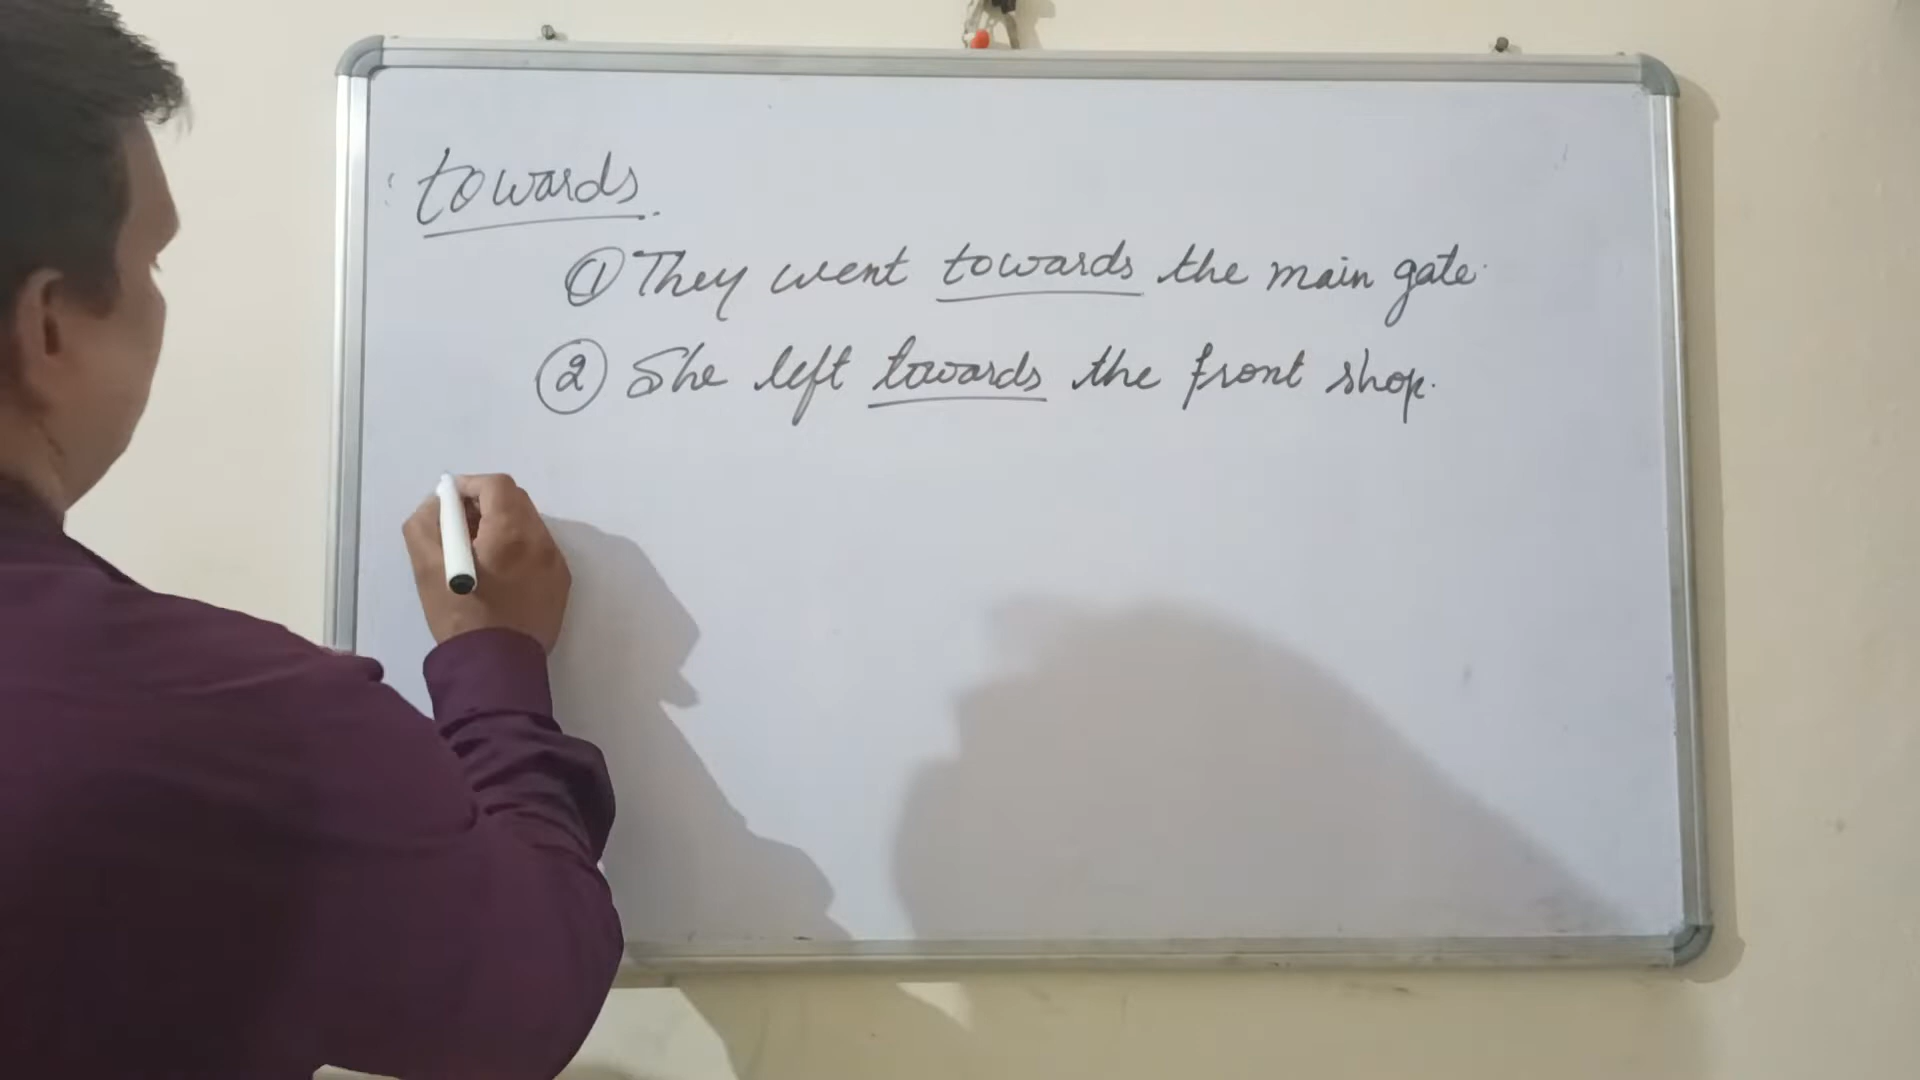 towards.
① They went towards the main gate.
② She left towards the front shop.